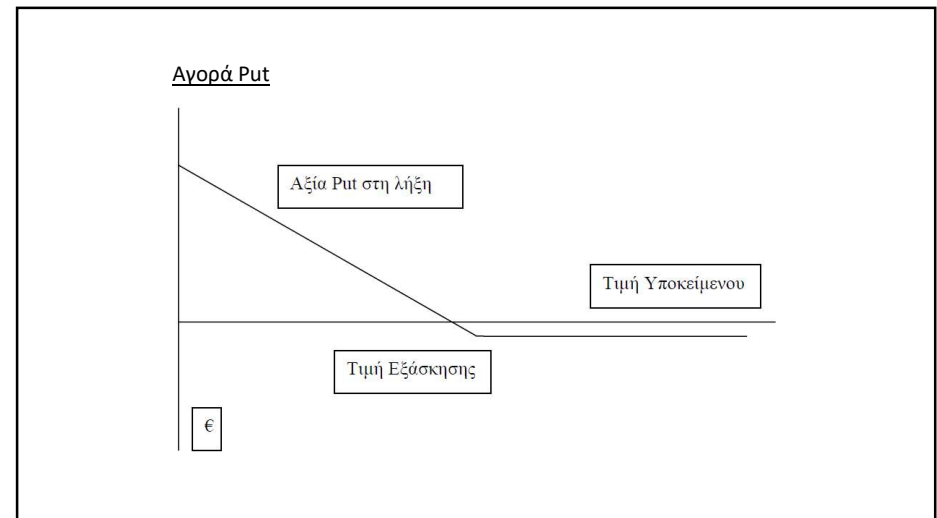 Αγορά Put
Αξία Put στη λήξη
Τιμή Υποκείμενου
Τιμή Εξάσκησης
€